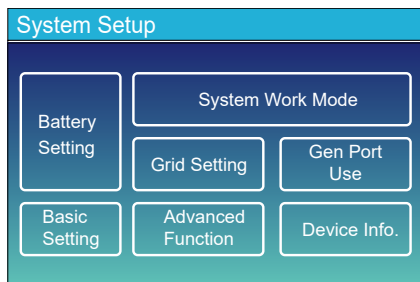 System Setup
System Work Mode
Battery
Setting
Grid Setting
Gen Port
Use
Basic
Setting
Advanced
Function
Device Info.